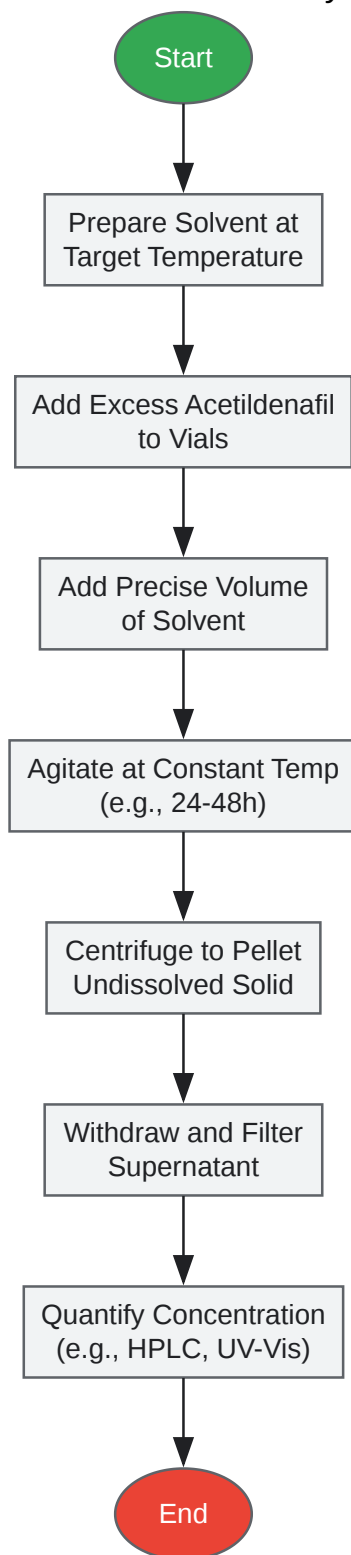 Start
Prepare Solvent at
Target Temperature
Add Excess Acetildenafil
to Vials
Add Precise Volume
of Solvent
Agitate at Constant Temp
(e.g., 24-48h)
Centrifuge to Pellet
Undissolved Solid
Withdraw and Filter
Supernatant
Quantify Concentration
(e.g., HPLC, UV-Vis)
End